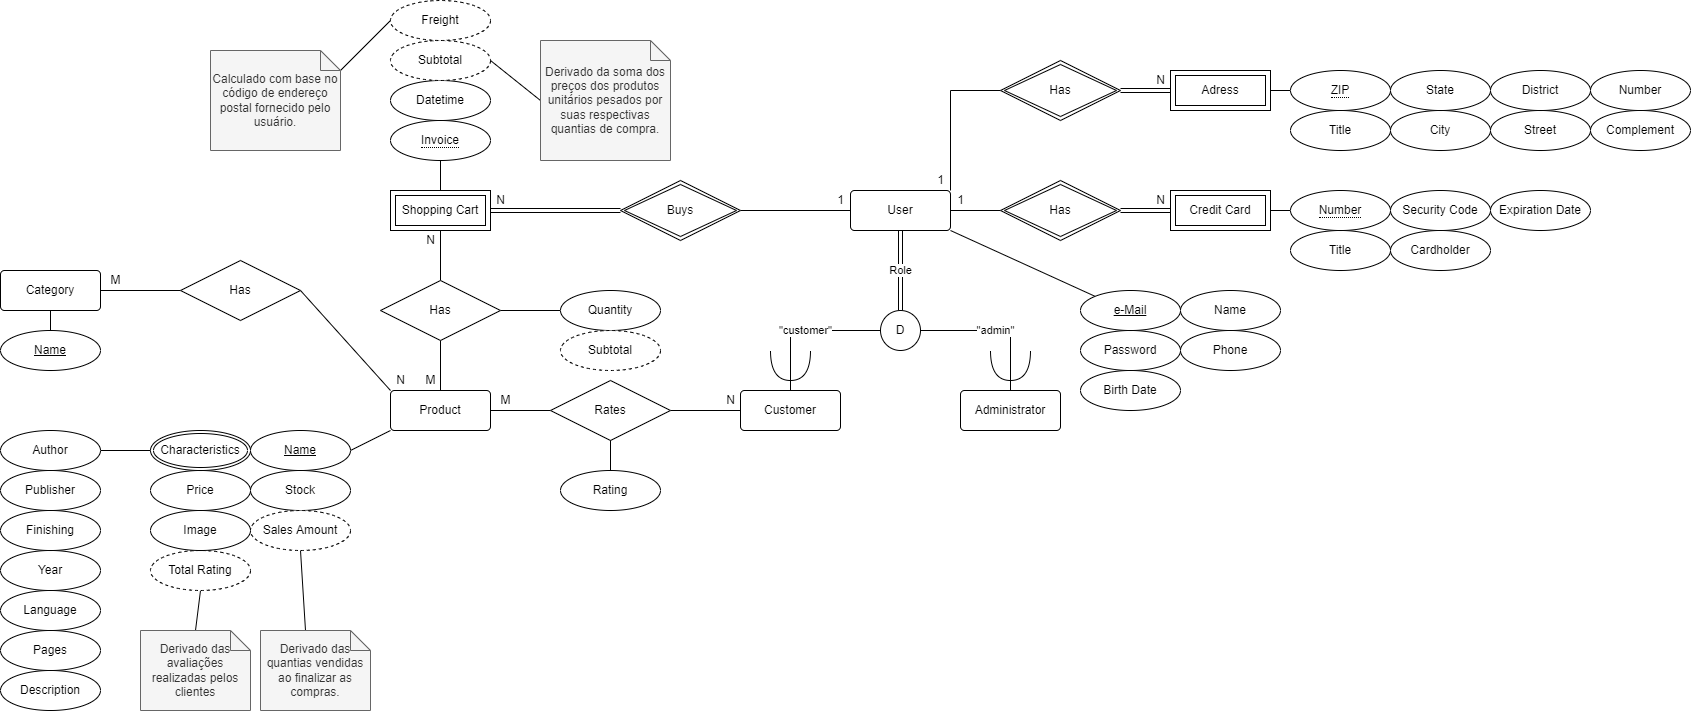 Freight
Subtotal
Datetime
Invoice
Calculado com base no
código de endereço
postal fornecido pelo
usuário.
Derivado da soma dos
preços dos produtos
unitários pesados por
suas respectivas
quantias de compra.
Has
N
Adress
ZIP
State
District
Number
Title
City
Street
Complement
1
Shopping Cart
N
Buys
1
User
1
Has
N
Credit Card
Number
Security Code
Expiration Date
Title
Cardholder
N
Role
Category
M
Has
Name
Has
Quantity
Subtotal
"customer"
D
"admin"
e-Mail
Name
Password
Phone
Birth Date
N
M
Product
M
Rates
N
Customer
Administrator
Rating
Author
Characteristics
Name
Publisher
Price
Stock
Finishing
Image
Sales Amount
Year
Total Rating
Language
Pages
Description
Derivado das
avaliações
realizadas pelos
clientes
Derivado das
quantias vendidas
ao finalizar as
compras.